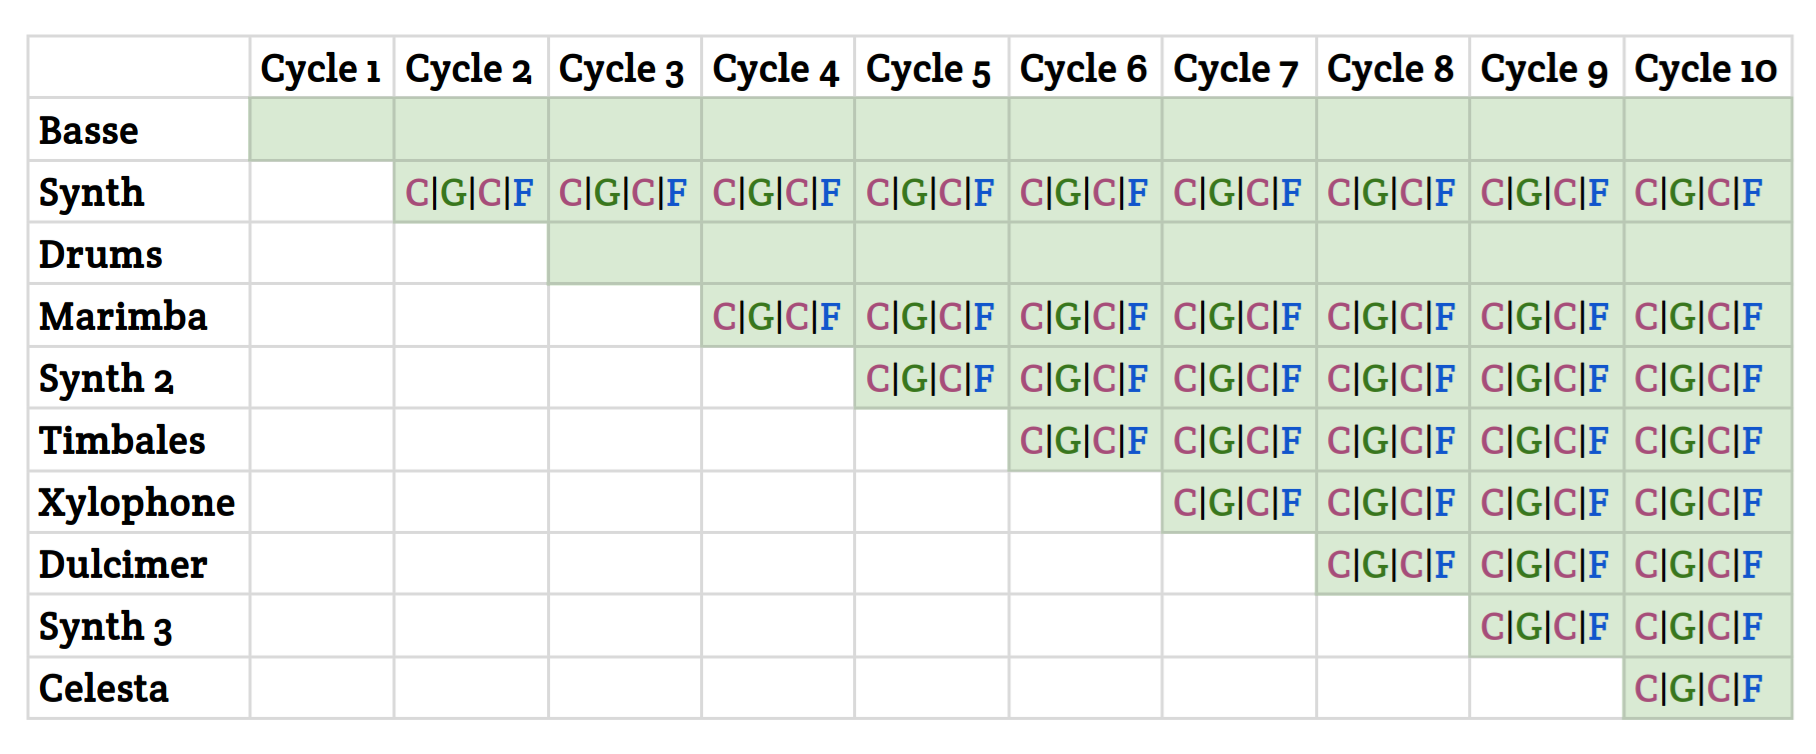 Cycle 1 Cycle 2 Cycle 3 Cycle 4 Cycle 5 Cycle 6 Cycle 7 Cycle 8 Cycle 9 Cycle 10
Basse
Synth C|G|C|F C|G|C|F C|G|C|F C|G|C|F C|G|C|F C|G|C|F C|G|C|F C|G|C|F C|G|C|F
Drums
Marimba C|G|C|F C|G|C|F C|G|C|F C|G|C|F C|G|C|F C|G|C|F C|G|C|F
Synth 2 C|G|C|F C|G|C|F C|G|C|F C|G|C|F C|G|C|F C|G|C|F
Timbales C|G|C|F C|G|C|F C|G|C|F C|G|C|F C|G|C|F
Xylophone C|G|C|F C|G|C|F C|G|C|F C|G|C|F
Dulcimer C|G|C|F C|G|C|F C|G|C|F
Synth 3 C|G|C|F C|G|C|F
Celesta C|G|C|F